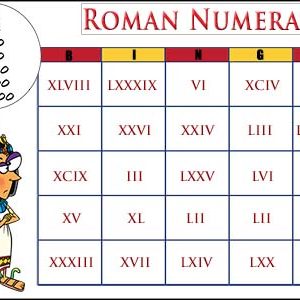 ROMAN NUMERA
B I N G
XLVIII LXXXIX VI XCIV
XXI XXVI XXIV LIII
XCIX III LXXV LVI
XV XL LII LII
XXXIII XVII LXIV LXX